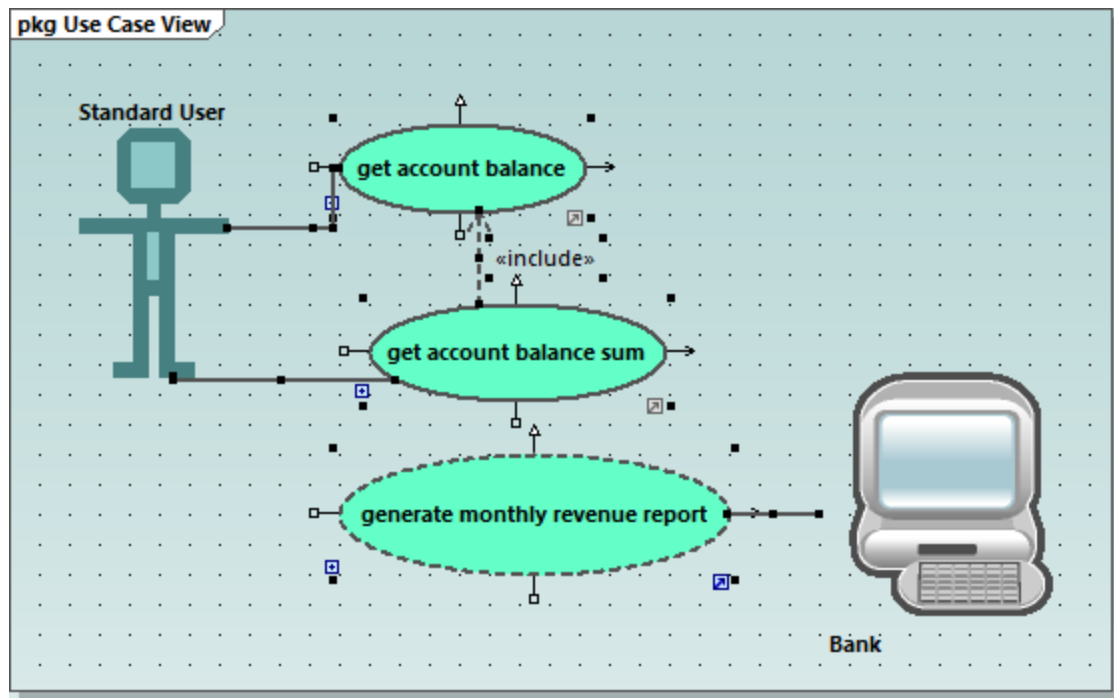 pkg Use Case View
Standard User
get account balance
«include»
get account balance sum
generate monthly revenue report
Bank